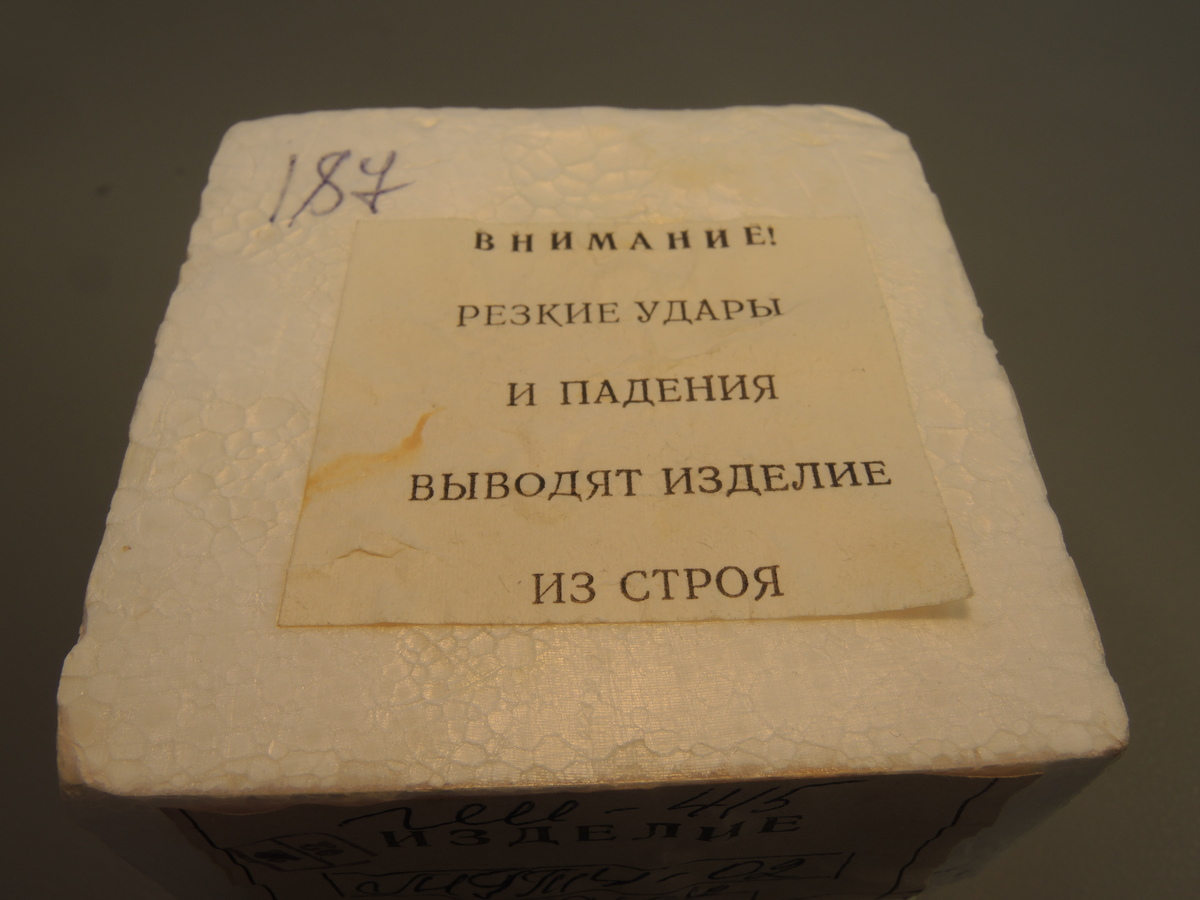 187
ВНИМАНИЕ!
РЕЗКИЕ УДАРЫ
И ПАДЕНИЯ
ВЫВОДЯТ ИЗДЕЛИЕ
ИЗ СТРОЯ
ИЗДЕЛИЕ